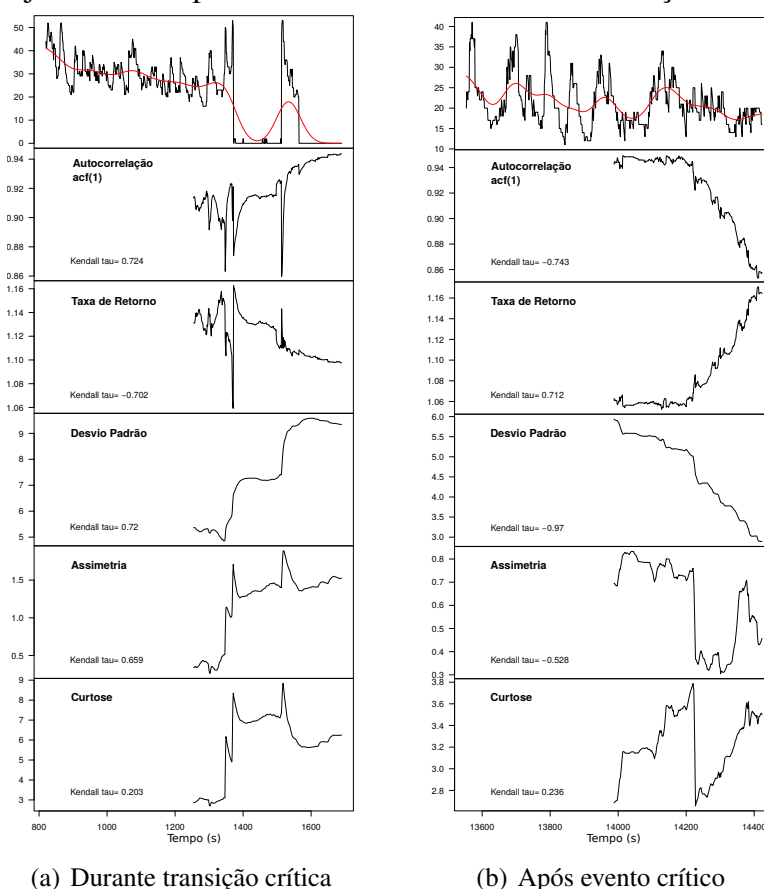 50
40
30
20
10
0
0.94
0.92
0.90
0.88
0.86
Autocorrelação
acf(1)
Kendall tau= 0.724
1.16
1.14
1.12
1.10
1.08
1.06
Taxa de Retorno
Kendall tau= −0.702
9
8
7
6
5
Desvio Padrão
Kendall tau= 0.72
1.5
1.0
0.5
Assimetria
Kendall tau= 0.659
9
8
7
6
5
4
3
Curtose
Kendall tau= 0.203
800 1000 1200 1400 1600
Tempo (s)
(a) Durante transição crítica
40
35
30
25
20
15
10
0.94
0.92
0.90
0.88
0.86
Autocorrelação
acf(1)
Kendall tau= −0.743
1.16
1.14
1.12
1.10
1.08
1.06
Taxa de Retorno
Kendall tau= 0.712
6.0
5.5
5.0
4.5
4.0
3.5
3.0
Desvio Padrão
Kendall tau= −0.97
0.8
0.7
0.6
0.5
0.4
0.3
Assimetria
Kendall tau= −0.528
3.8
3.6
3.4
3.2
3.0
2.8
Curtose
Kendall tau= 0.236
13600 13800 14000 14200 14400
Tempo (s)
(b) Após evento crítico